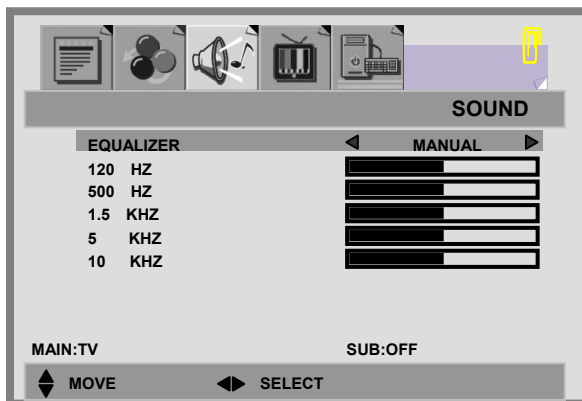 SOUND
EQUALIZER MANUAL
120 HZ
500 HZ
1.5 KHZ
5 KHZ
10 KHZ
MAIN:TV SUB:OFF
MOVE SELECT